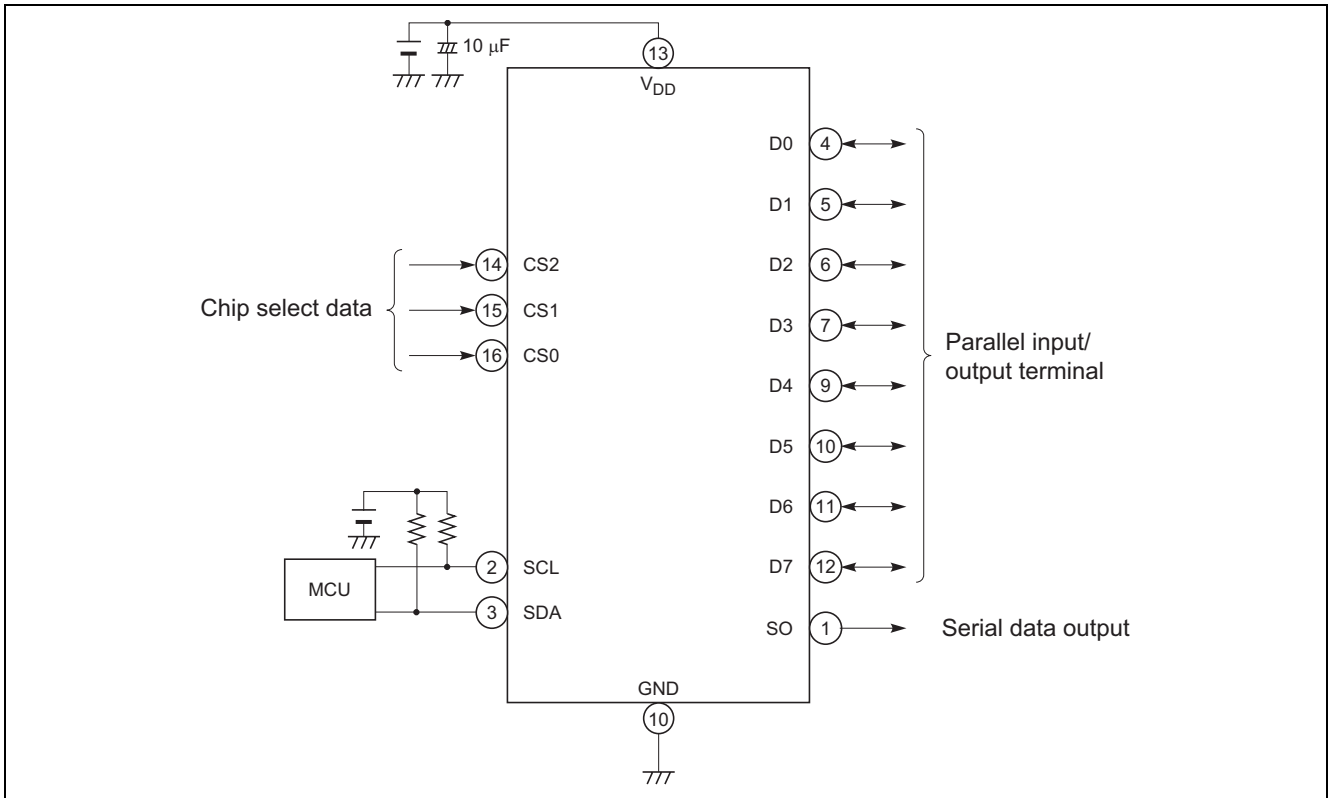 10 μF
13
VDD
D0 4
D1 5
14 CS2
D2 6
Chip select data
15 CS1
D3 7
16 CS0
Parallel input/
output terminal
D4 9
D5 10
D6 11
MCU
2 SCL
D7 12
3 SDA
SO 1 Serial data output
GND
10